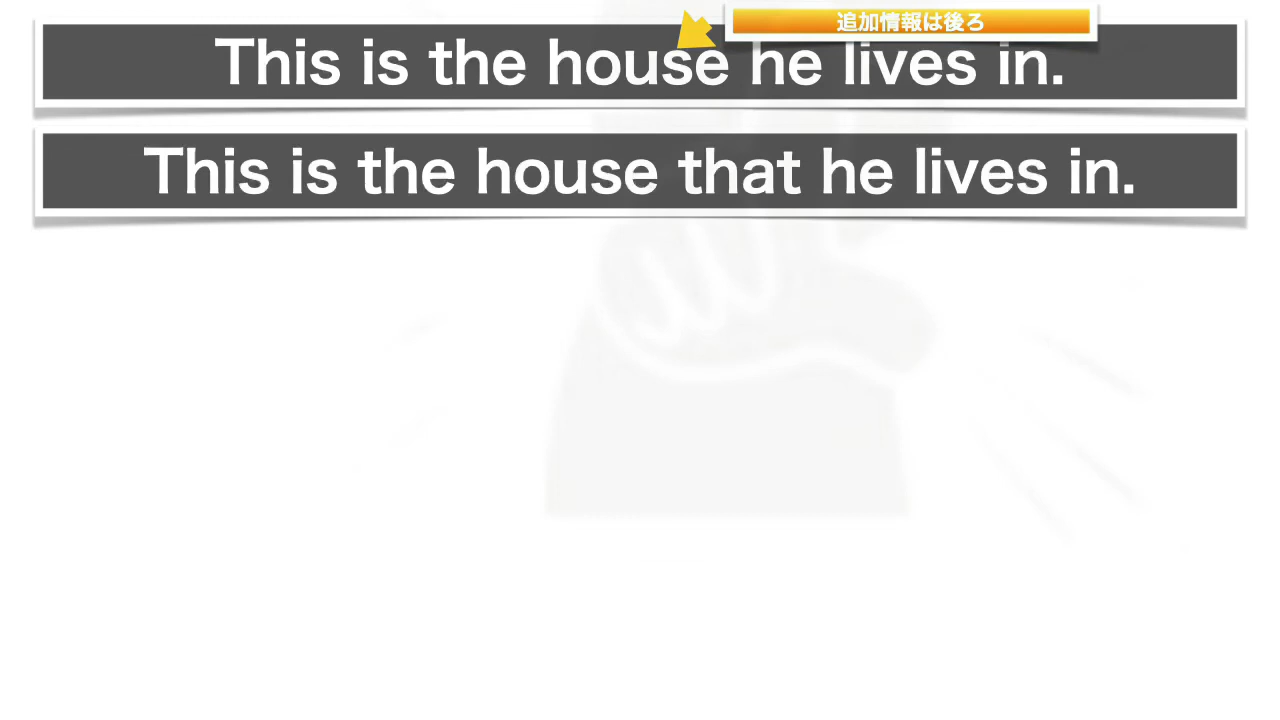 追加情報は後ろ
This is the house he lives in.
This is the house that he lives in.